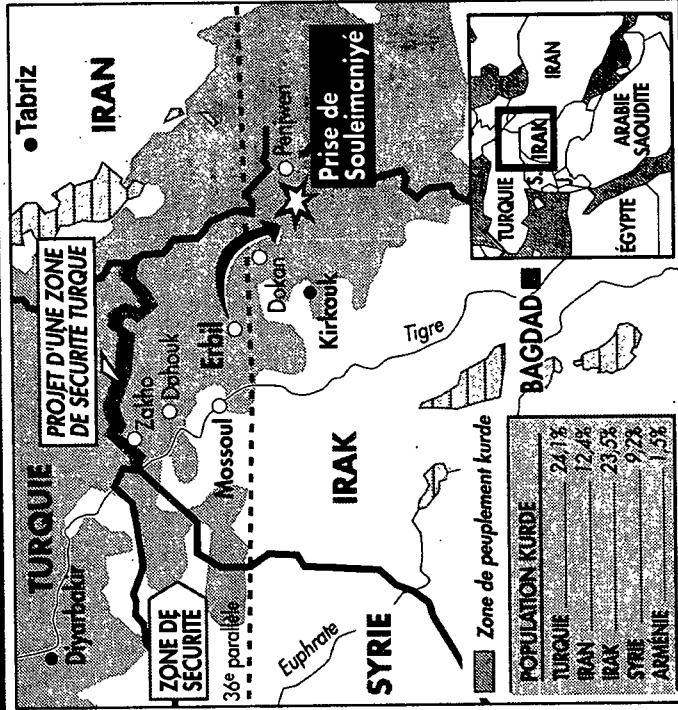 PROJET D'UNE ZONE
DE SÉCURITÉ TURQUE
Tabriz
IRAN
TURQUIE
Diyarbakir
Zakho
Dahouk
Mossoul
Erbil
Dokan
Pentwen
Prise de
Souleimaniyé
Kirkouk
ZONE DE
SÉCURITÉ
36e parallèle
Tigre
IRAK
Euphrate
SYRIE
BAGDAD
Zone de peuplement kurde
POPULATION KURDE
TURQUIE 24,1%
IRAN 12,4%
IRAK 23,5%
SYRIE 9,2%
ARMÉNIE 1,5%
TURQUIE
IRAN
S.
IRAK
ARABIE
SAOUDITE
ÉGYPTE